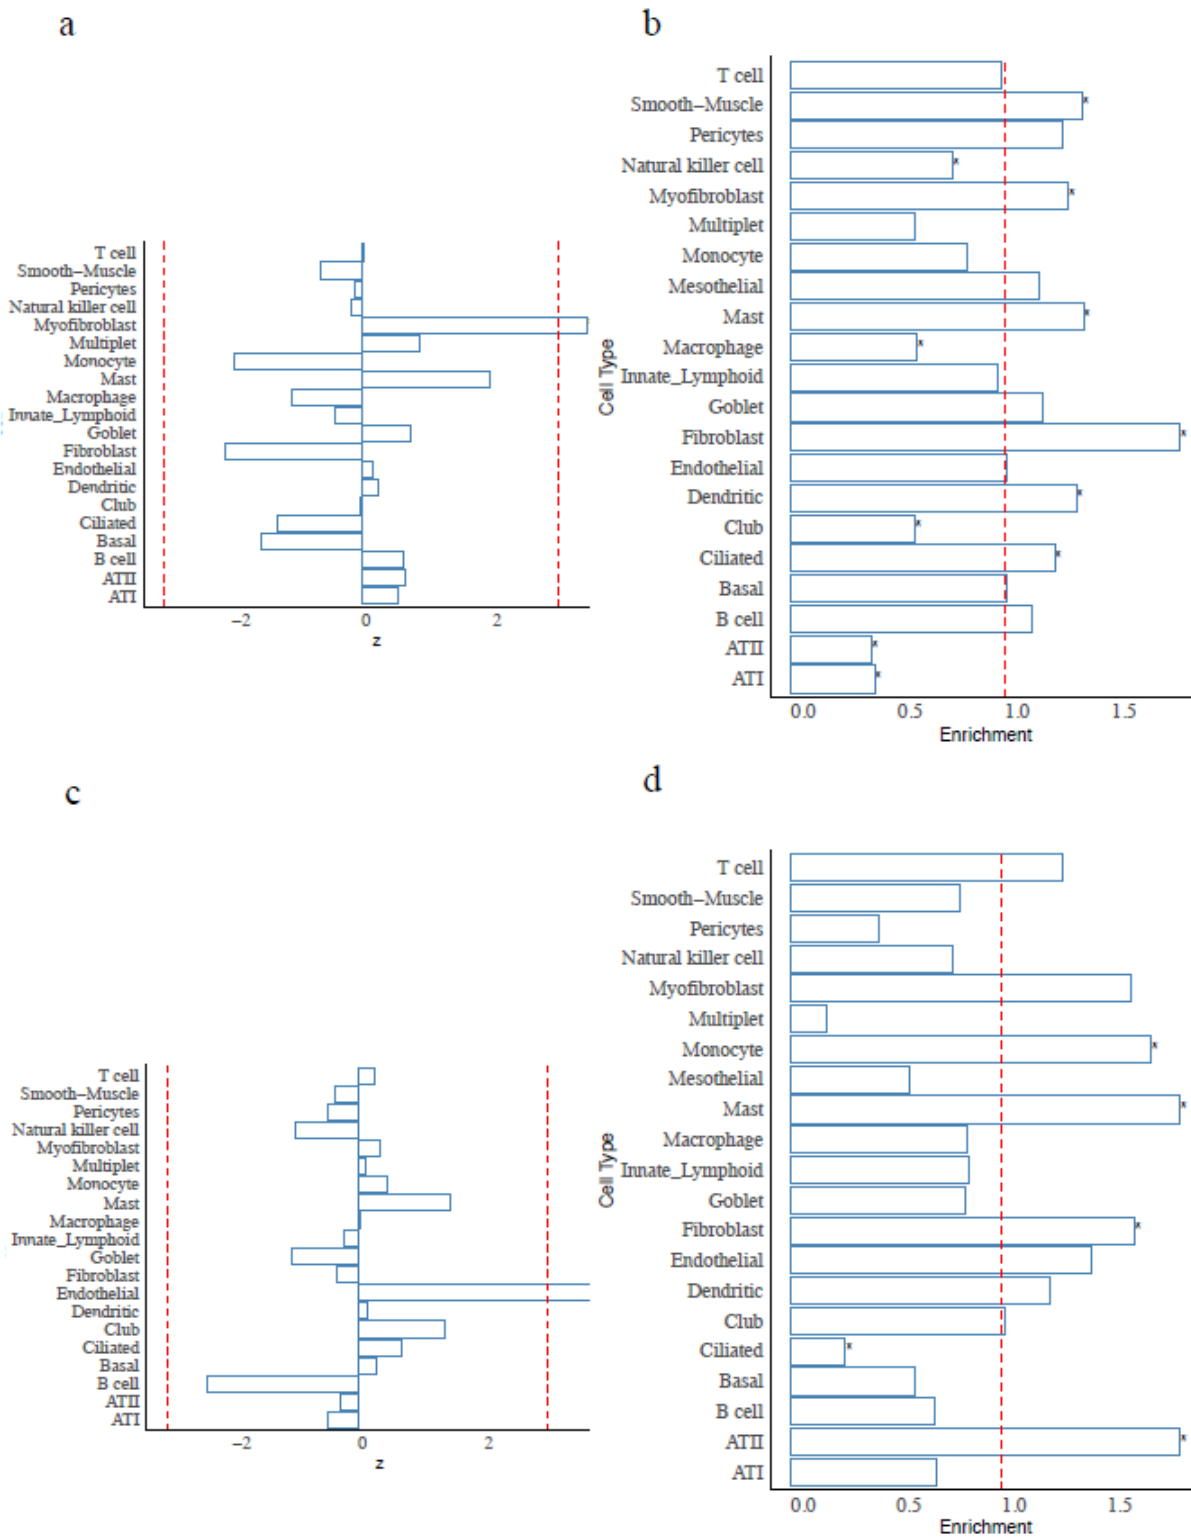 a
T cell
Smooth–Muscle
Pericytes
Natural killer cell
Myofibroblast
Multiplet
Monocyte
Mast
Macrophage
Innate_Lymphoid
Goblet
Fibroblast
Endothelial
Dendritic
Club
Ciliated
Basal
B cell
ATII
ATI
−2 0 2
z
b
Cell Type
T cell
Smooth–Muscle *
Pericytes
Natural killer cell *
Myofibroblast *
Multiplet
Monocyte
Mesothelial
Mast *
Macrophage *
Innate_Lymphoid
Goblet
Fibroblast *
Endothelial
Dendritic *
Club *
Ciliated *
Basal
B cell
ATII *
ATI *
0.0 0.5 1.0 1.5
Enrichment
c
T cell
Smooth–Muscle
Pericytes
Natural killer cell
Myofibroblast
Multiplet
Monocyte
Mast
Macrophage
Innate_Lymphoid
Goblet
Fibroblast
Endothelial
Dendritic
Club
Ciliated
Basal
B cell
ATII
ATI
−2 0 2
z
d
Cell Type
T cell
Smooth–Muscle
Pericytes
Natural killer cell
Myofibroblast
Multiplet
Monocyte *
Mesothelial
Mast *
Macrophage
Innate_Lymphoid
Goblet
Fibroblast *
Endothelial
Dendritic
Club
Ciliated *
Basal
B cell
ATII *
ATI
0.0 0.5 1.0 1.5
Enrichment